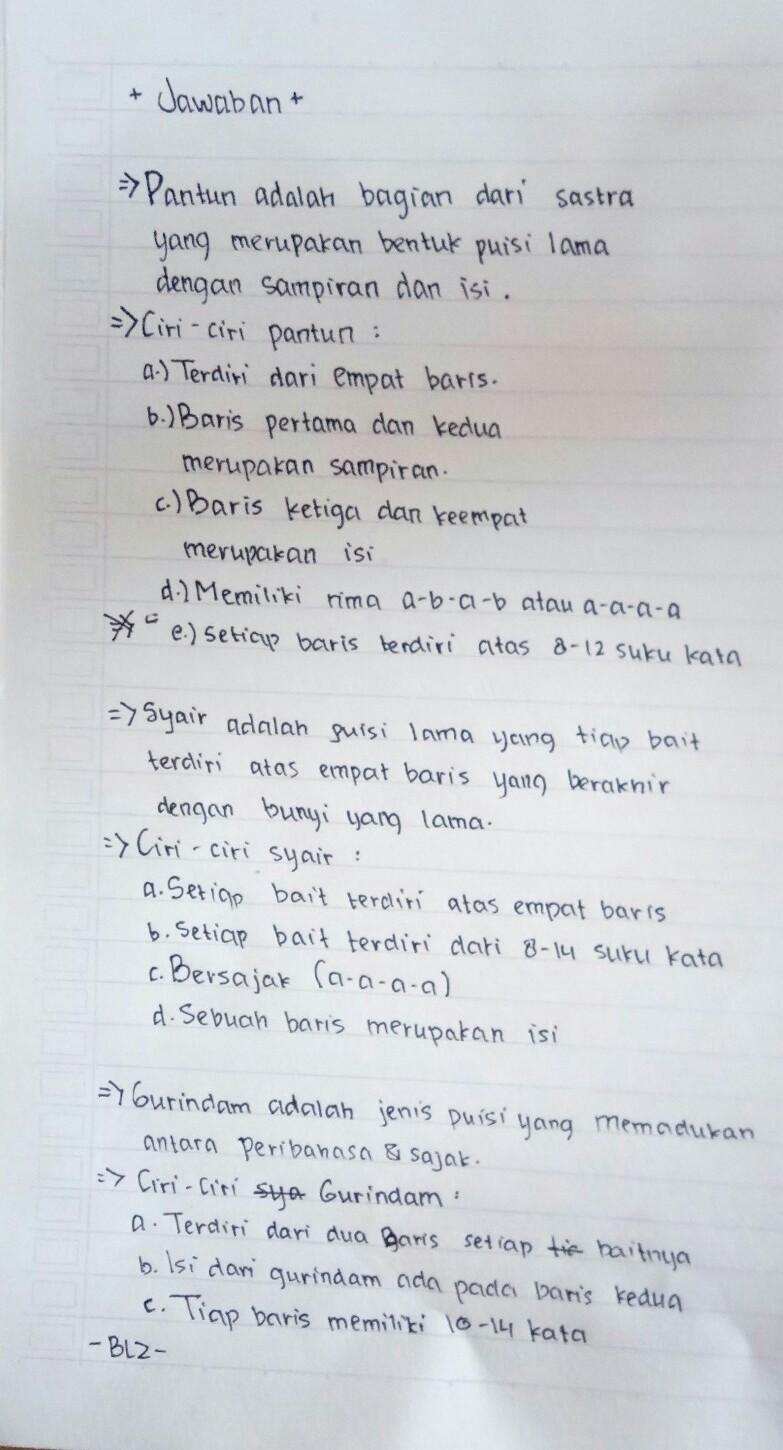 + Jawaban +
=> Pantun adalah bagian dari sastra
yang merupakan bentuk puisi lama
dengan sampiran dan isi.
=> Ciri-ciri pantun :
a.) Terdiri dari empat baris.
b.) Baris pertama dan kedua
merupakan sampiran.
c.) Baris ketiga dan keempat
merupakan isi
d.) Memiliki rima a-b-a-b atau a-a-a-a
e.) Setiap baris terdiri atas 8-12 suku kata
=> Syair adalah puisi lama yang tiap bait
terdiri atas empat baris yang berakhir
dengan bunyi yang lama.
=> Ciri-ciri syair :
a. Setiap bait terdiri atas empat baris
b. Setiap bait terdiri dari 8-14 suku kata
c. Bersajak (a-a-a-a)
d. Sebuah baris merupakan isi
=> Gurindam adalah jenis puisi yang memadukan
antara peribahasa & sajak.
=> Ciri-Ciri sya Gurindam :
a. Terdiri dari dua Baris setiap tia baitnya
b. Isi dari gurindam ada pada baris kedua
c. Tiap baris memiliki 10-14 kata
-BLZ-